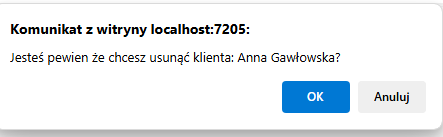 Komunikat z witryny localhost:7205:
Jesteś pewien że chcesz usunąć klienta: Anna Gawłowska?
OK Anuluj